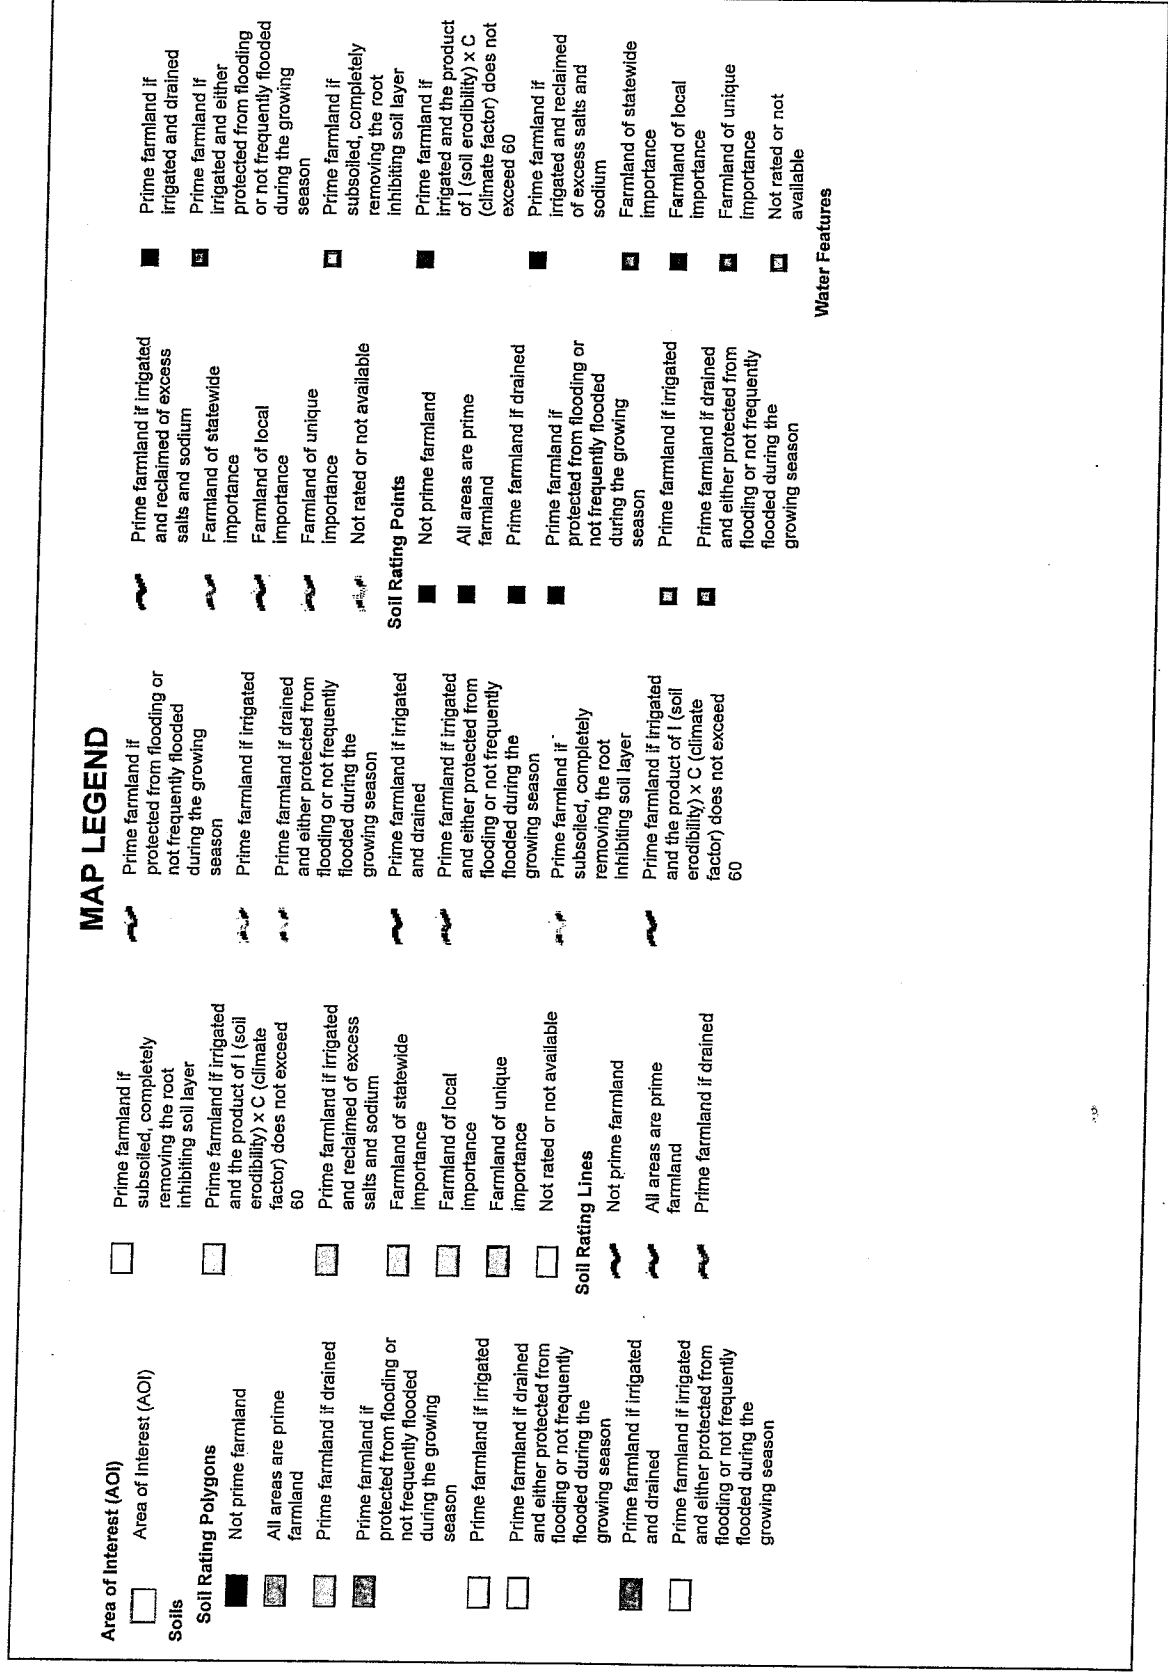 MAP LEGEND
Area of Interest (AOI)
Area of Interest (AOI)
Soils
Soil Rating Polygons
Not prime farmland
All areas are prime
farmland
Prime farmland if drained
Prime farmland if
protected from flooding or
not frequently flooded
during the growing
season
Prime farmland if irrigated
Prime farmland if drained
and either protected from
flooding or not frequently
flooded during the
growing season
Prime farmland if irrigated
and drained
Prime farmland if irrigated
and either protected from
flooding or not frequently
flooded during the
growing season
Prime farmland if
subsoiled, completely
removing the root
inhibiting soil layer
Prime farmland if irrigated
and the product of I (soil
erodibility) x C (climate
factor) does not exceed
60
Prime farmland if irrigated
and reclaimed of excess
salts and sodium
Farmland of statewide
importance
Farmland of local
importance
Farmland of unique
importance
Not rated or not available
Soil Rating Lines
Not prime farmland
All areas are prime
farmland
Prime farmland if drained
Prime farmland if
protected from flooding or
not frequently flooded
during the growing
season
Prime farmland if irrigated
Prime farmland if drained
and either protected from
flooding or not frequently
flooded during the
growing season
Prime farmland if irrigated
and drained
Prime farmland if irrigated
and either protected from
flooding or not frequently
flooded during the
growing season
Prime farmland if
subsoiled, completely
removing the root
inhibiting soil layer
Prime farmland if irrigated
and the product of I (soil
erodibility) x C (climate
factor) does not exceed
60
Prime farmland if irrigated
and reclaimed of excess
salts and sodium
Farmland of statewide
importance
Farmland of local
importance
Farmland of unique
importance
Not rated or not available
Soil Rating Points
Not prime farmland
All areas are prime
farmland
Prime farmland if drained
Prime farmland if
protected from flooding or
not frequently flooded
during the growing
season
Prime farmland if irrigated
Prime farmland if drained
and either protected from
flooding or not frequently
flooded during the
growing season
Prime farmland if
irrigated and drained
Prime farmland if
irrigated and either
protected from flooding
or not frequently flooded
during the growing
season
Prime farmland if
subsoiled, completely
removing the root
inhibiting soil layer
Prime farmland if
irrigated and the product
of I (soil erodibility) x C
(climate factor) does not
exceed 60
Prime farmland if
irrigated and reclaimed
of excess salts and
sodium
Farmland of statewide
importance
Farmland of local
importance
Farmland of unique
importance
Not rated or not
available
Water Features